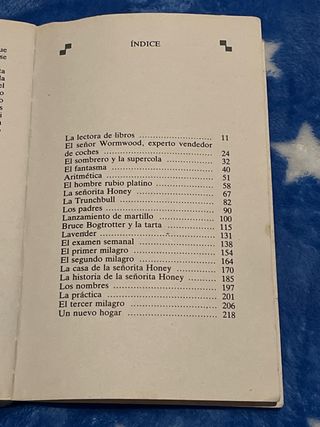 ue
se
ÍNDICE
La lectora de libros 11
El señor Wormwood, experto vendedor
de coches 24
El sombrero y la supercola 32
El fantasma 40
Aritmética 51
El hombre rubio platino 58
La señorita Honey 67
La Trunchbull 82
Los padres 90
Lanzamiento de martillo 100
Bruce Bogtrotter y la tarta 115
Lavender 131
El examen semanal 138
El primer milagro 154
El segundo milagro 164
La casa de la señorita Honey 170
La historia de la señorita Honey 185
Los nombres 197
La práctica 201
El tercer milagro 206
Un nuevo hogar 218